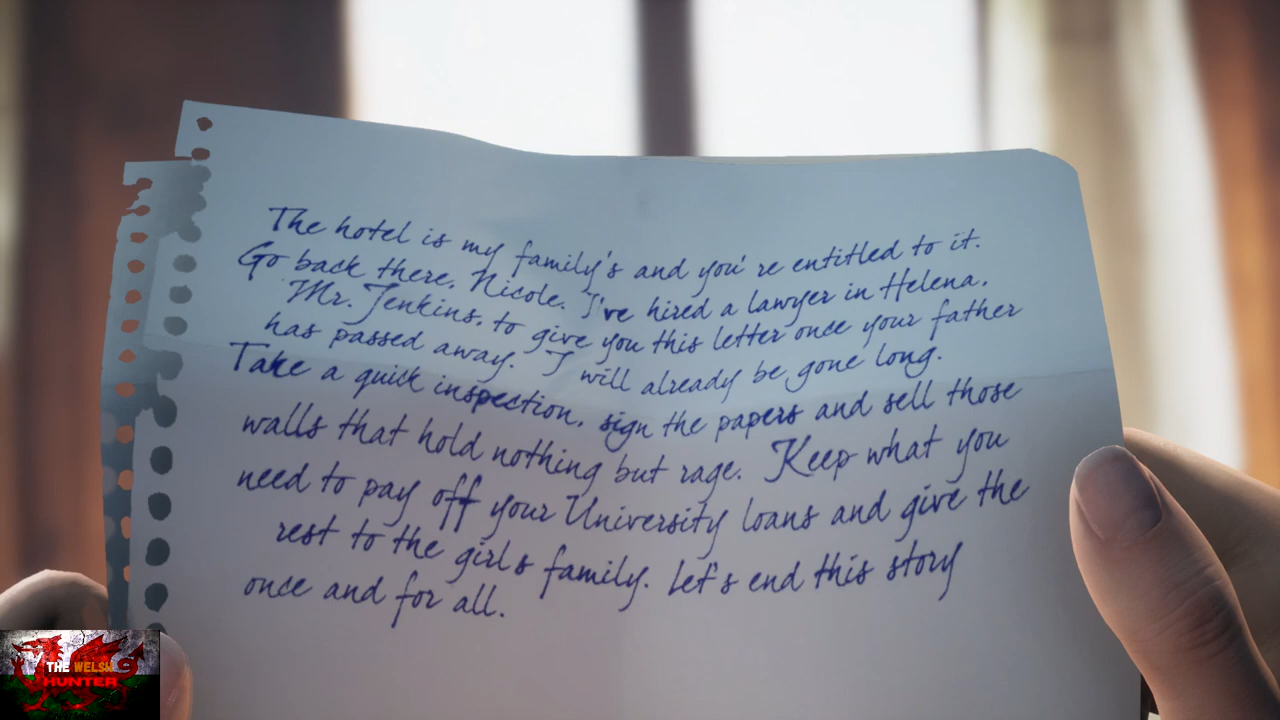 The hotel is my family's and you're entitled to it.
Go back there, Nicole. I've hired a lawyer in Helena,
Mr. Jenkins, to give you this letter once your father
has passed away. I will already be gone long.
Take a quick inspection, sign the papers and sell those
walls that hold nothing but rage. Keep what you
need to pay off your University loans and give the
rest to the girls family. Let's end this story
once and for all.
THE WELSH
HUNTER